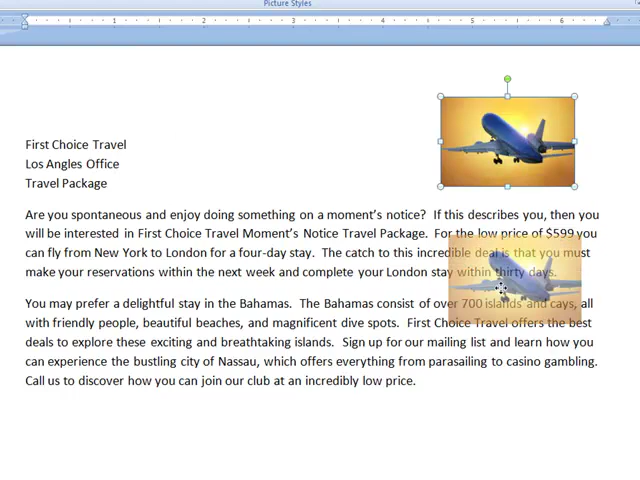 Picture Styles
1 2 3 4 5 6
First Choice Travel
Los Angles Office
Travel Package
Are you spontaneous and enjoy doing something on a moment's notice?  If this describes you, then you
will be interested in First Choice Travel Moment's Notice Travel Package.  For the low price of $599 you
can fly from New York to London for a four-day stay.  The catch to this incredible deal is that you must
make your reservations within the next week and complete your London stay within thirty days.
You may prefer a delightful stay in the Bahamas.  The Bahamas consist of over 700 islands and cays, all
with friendly people, beautiful beaches, and magnificent dive spots.  First Choice Travel offers the best
deals to explore these exciting and breathtaking islands.  Sign up for our mailing list and learn how you
can experience the bustling city of Nassau, which offers everything from parasailing to casino gambling.
Call us to discover how you can join our club at an incredibly low price.